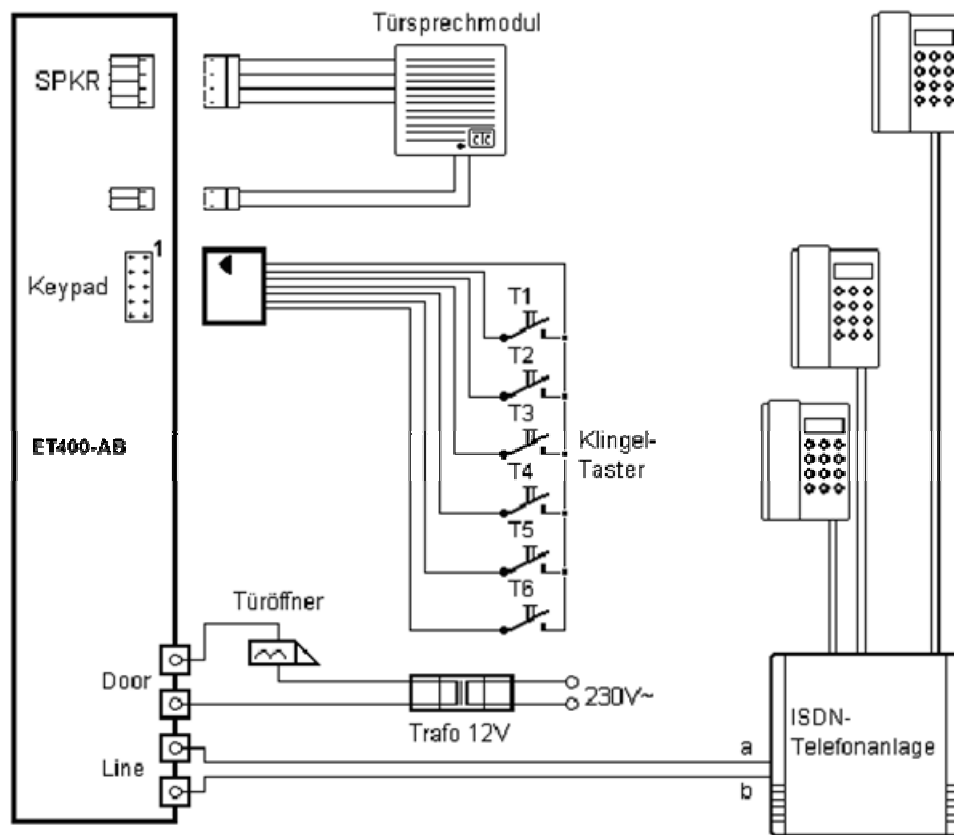 Türsprechmodul
SPKR
c|c
1
Keypad
T1
T2
T3
ET400-AB
Klingel-
Taster
T4
T5
T6
Türöffner
Door
230V~
Trafo 12V
ISDN-
Telefonanlage
a
Line
b